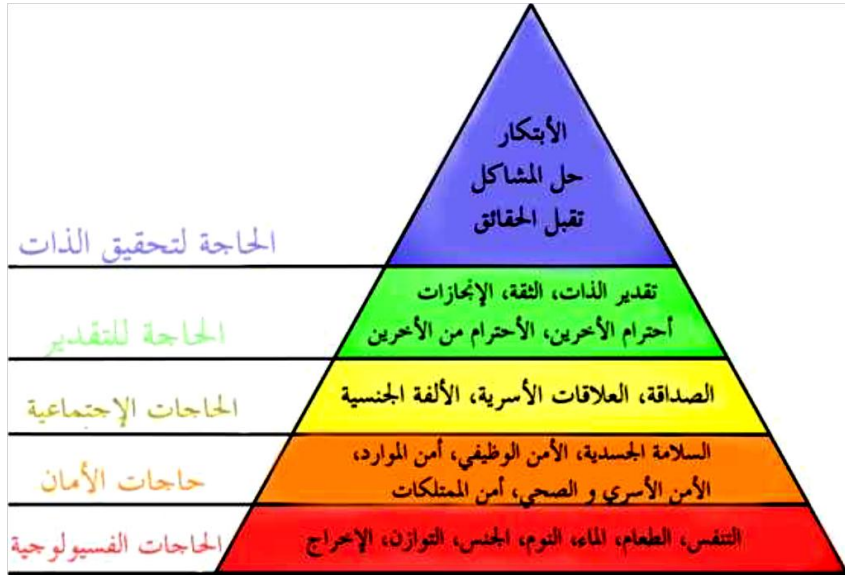 الأبتكار
حل المشاكل
تقبل الحقائق
الحاجة لتحقيق الذات
تقدير الذات، الثقة، الإنجازات
أحترام الأخرين، الأحترام من الأخرين
الحاجة للتقدير
الصداقة، العلاقات الأسرية، الألفة الجنسية
الحاجات الإجتماعية
السلامة الجسدية، الأمن الوظيفي، أمن الموارد،
الأمن الأسري و الصحي، أمن الممتلكات
حاجات الأمان
التنفس، الطعام، الماء، النوم، الجنس، التوازن، الإخراج
الحاجات الفسيولوجية